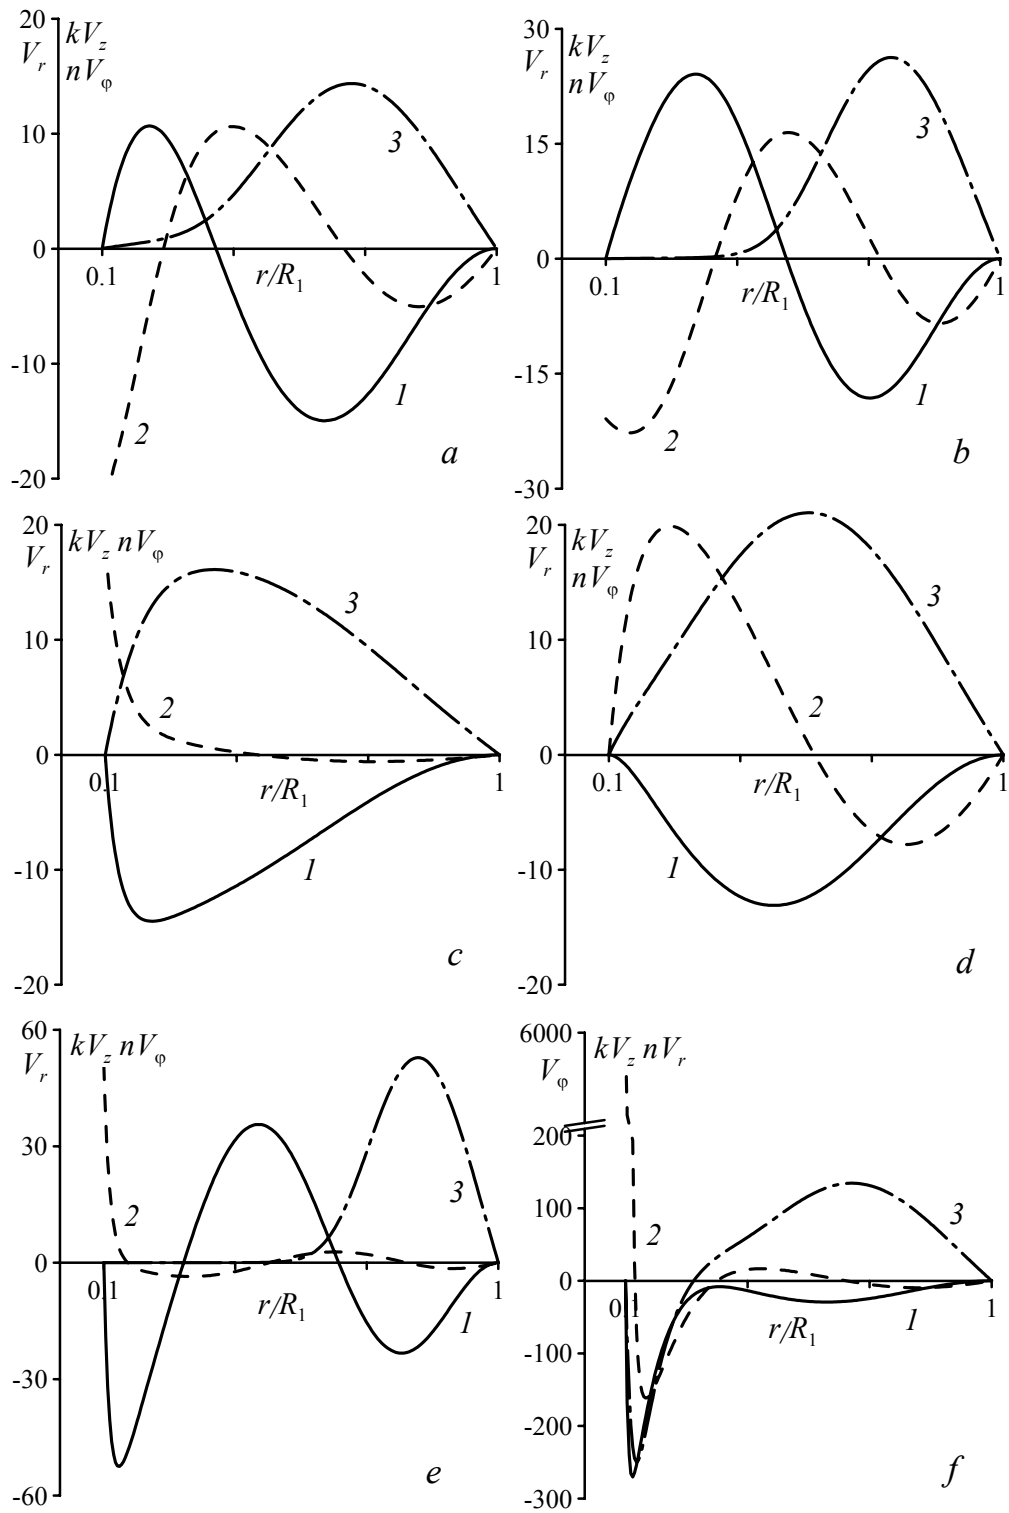 20
kV_z
V_r
nV_φ
10
3
0
0.1
r/R_1
1
-10
1
2
a
-20
30
kV_z
V_r
nV_φ
3
15
0
0.1
r/R_1
1
-15
1
2
b
-30
20
kV_z nV_φ
V_r
3
10
2
0
0.1
r/R_1
1
-10
1
c
-20
20
kV_z
V_r
nV_φ
3
10
2
0
0.1
r/R_1
1
1
-10
d
-20
60
kV_z nV_φ
V_r
30
3
2
0
0.1
r/R_1
1
1
-30
e
-60
6000
kV_z nV_r
V_φ
200
100
3
2
0
0.1
r/R_1
1
1
-100
-200
f
-300